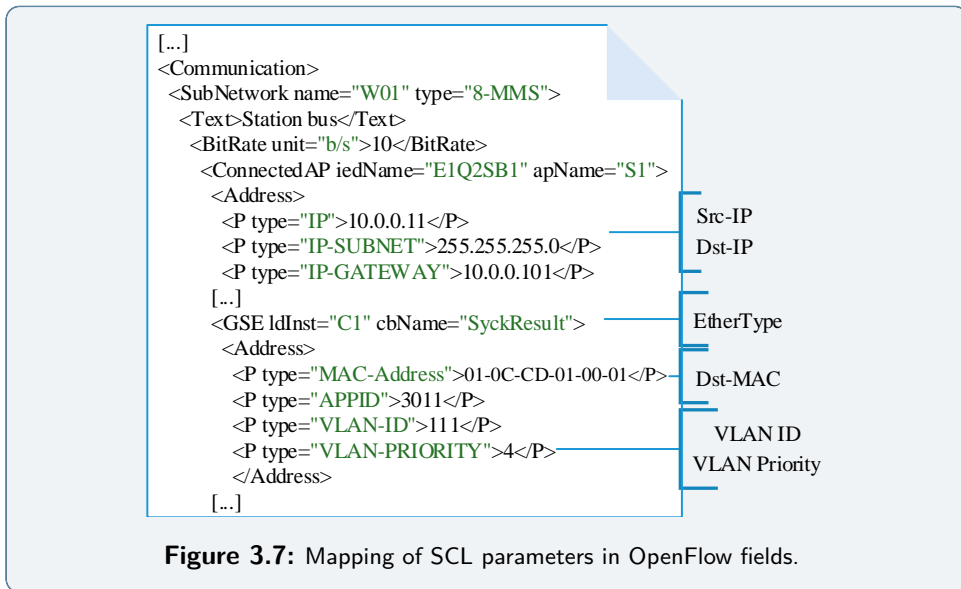 [...]
<Communication>
<SubNetwork name="W01" type="8-MMS">
<Text>Station bus</Text>
<BitRate unit="b/s">10</BitRate>
<ConnectedAP iedName="E1Q2SB1" apName="S1">
<Address>
<P type="IP">10.0.0.11</P>
<P type="IP-SUBNET">255.255.255.0</P>
<P type="IP-GATEWAY">10.0.0.101</P>
[...]
<GSE ldInst="C1" cbName="SyckResult">
<Address>
<P type="MAC-Address">01-0C-CD-01-00-01</P>
<P type="APPID">3011</P>
<P type="VLAN-ID">111</P>
<P type="VLAN-PRIORITY">4</P>
</Address>
[...]
Src-IP
Dst-IP
EtherType
Dst-MAC
VLAN ID
VLAN Priority
Figure 3.7: Mapping of SCL parameters in OpenFlow fields.